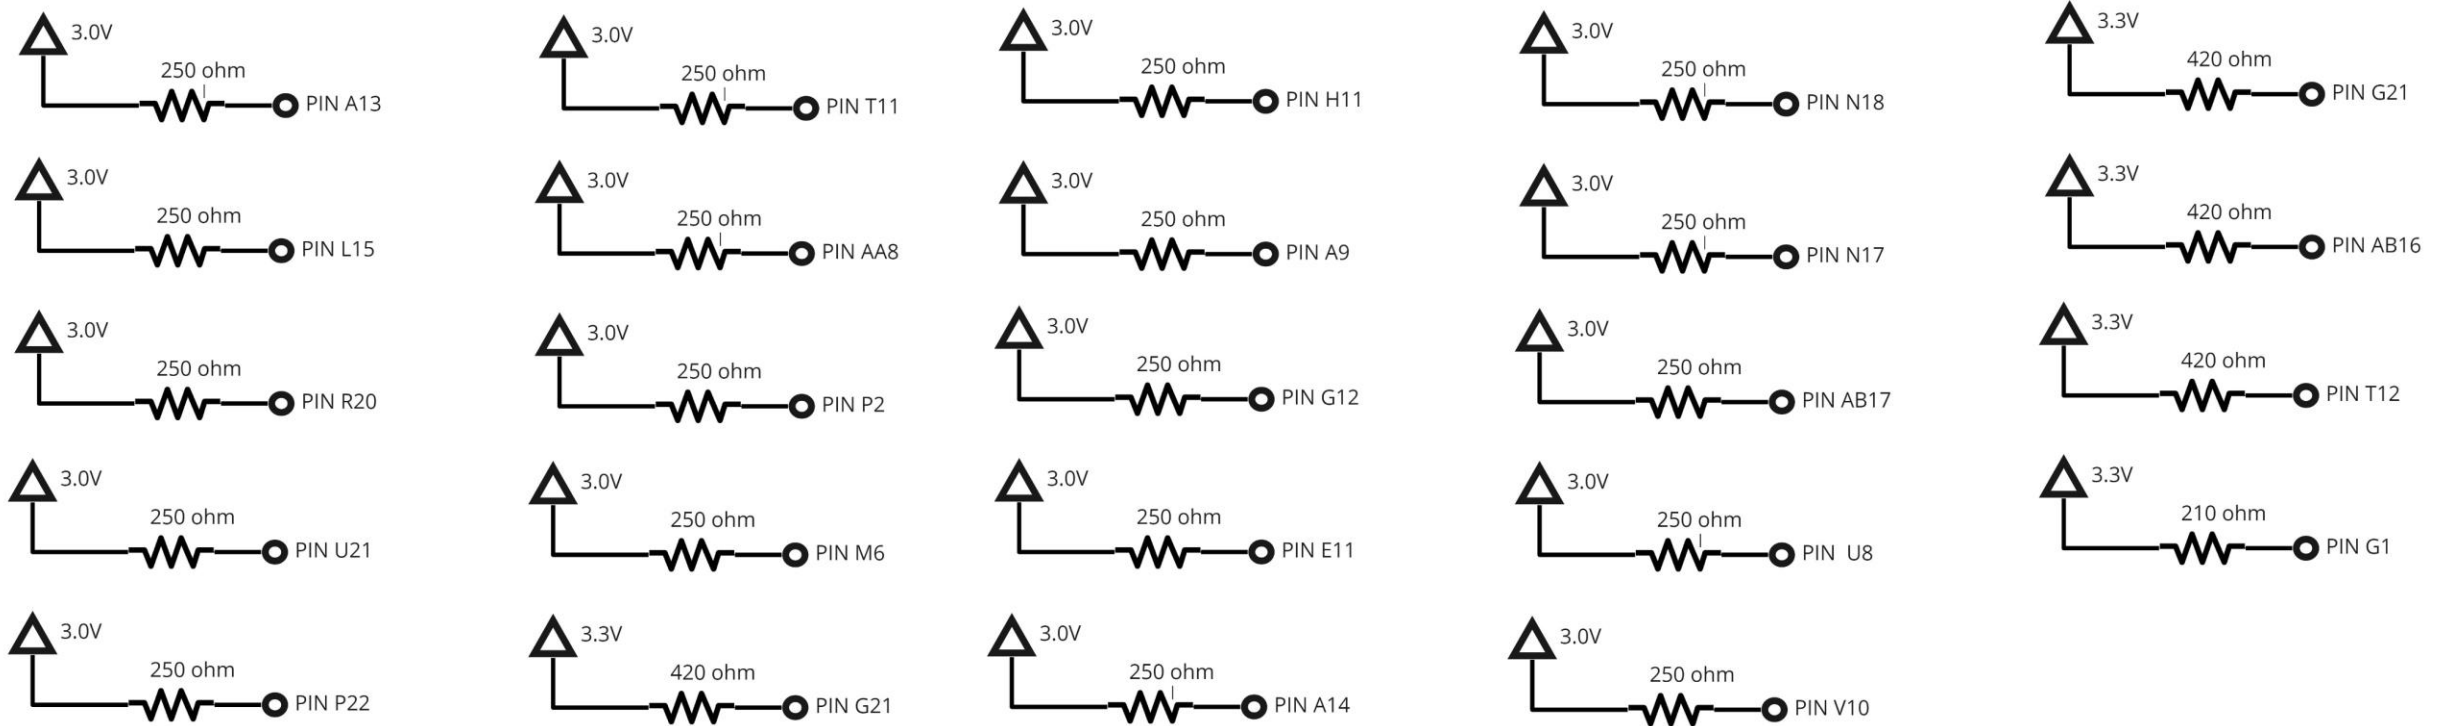 3.0V
250 ohm
PIN A13
3.0V
250 ohm
PIN T11
3.0V
250 ohm
PIN H11
3.0V
250 ohm
PIN N18
3.3V
420 ohm
PIN G21
3.0V
250 ohm
PIN L15
3.0V
250 ohm
PIN AA8
3.0V
250 ohm
PIN A9
3.0V
250 ohm
PIN N17
3.3V
420 ohm
PIN AB16
3.0V
250 ohm
PIN R20
3.0V
250 ohm
PIN P2
3.0V
250 ohm
PIN G12
3.0V
250 ohm
PIN AB17
3.3V
420 ohm
PIN T12
3.0V
250 ohm
PIN U21
3.0V
250 ohm
PIN M6
3.0V
250 ohm
PIN E11
3.0V
250 ohm
PIN U8
3.3V
210 ohm
PIN G1
3.0V
250 ohm
PIN P22
3.3V
420 ohm
PIN G21
3.0V
250 ohm
PIN A14
3.0V
250 ohm
PIN V10